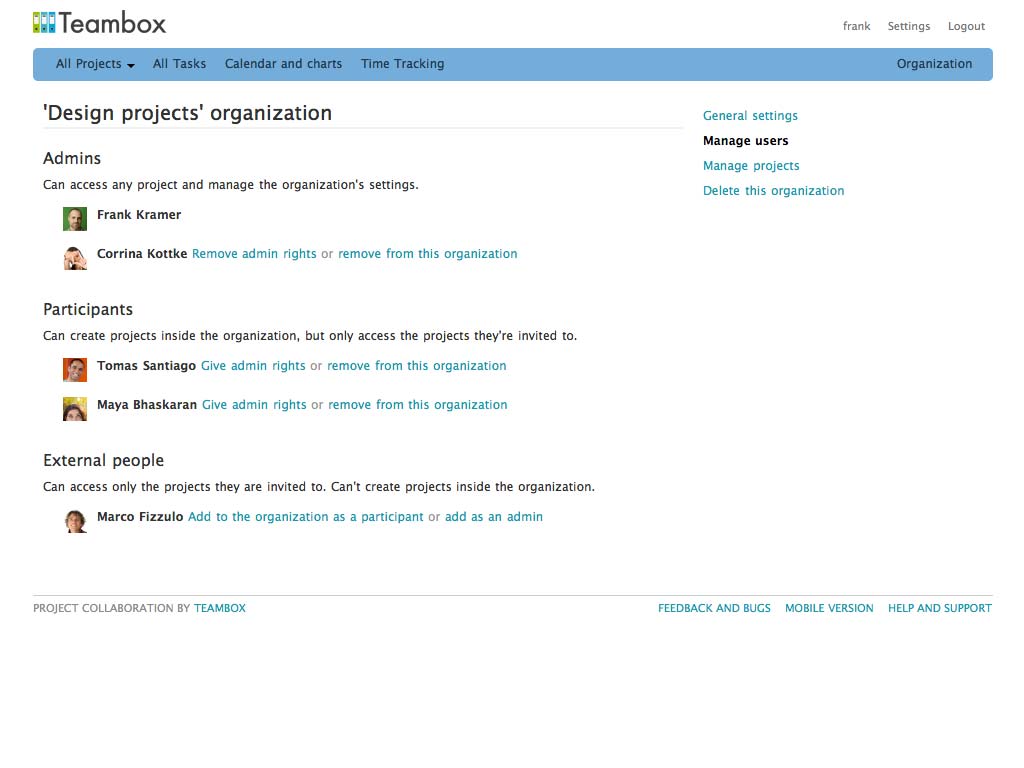 Teambox
frank Settings Logout
All Projects All Tasks Calendar and charts Time Tracking Organization
'Design projects' organization
General settings
Manage users
Manage projects
Delete this organization
Admins
Can access any project and manage the organization's settings.
Frank Kramer
Corrina Kottke Remove admin rights or remove from this organization
Participants
Can create projects inside the organization, but only access the projects they're invited to.
Tomas Santiago Give admin rights or remove from this organization
Maya Bhaskaran Give admin rights or remove from this organization
External people
Can access only the projects they are invited to. Can't create projects inside the organization.
Marco Fizzulo Add to the organization as a participant or add as an admin
PROJECT COLLABORATION BY TEAMBOX FEEDBACK AND BUGS MOBILE VERSION HELP AND SUPPORT